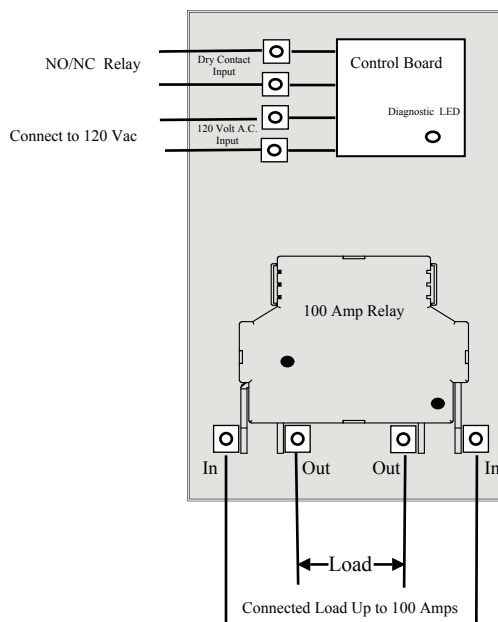 NO/NC Relay
Dry Contact
Input
Control Board
Diagnostic LED
Connect to 120 Vac
120 Volt A.C.
Input
100 Amp Relay
In
Out
Out
In
Load
Connected Load Up to 100 Amps